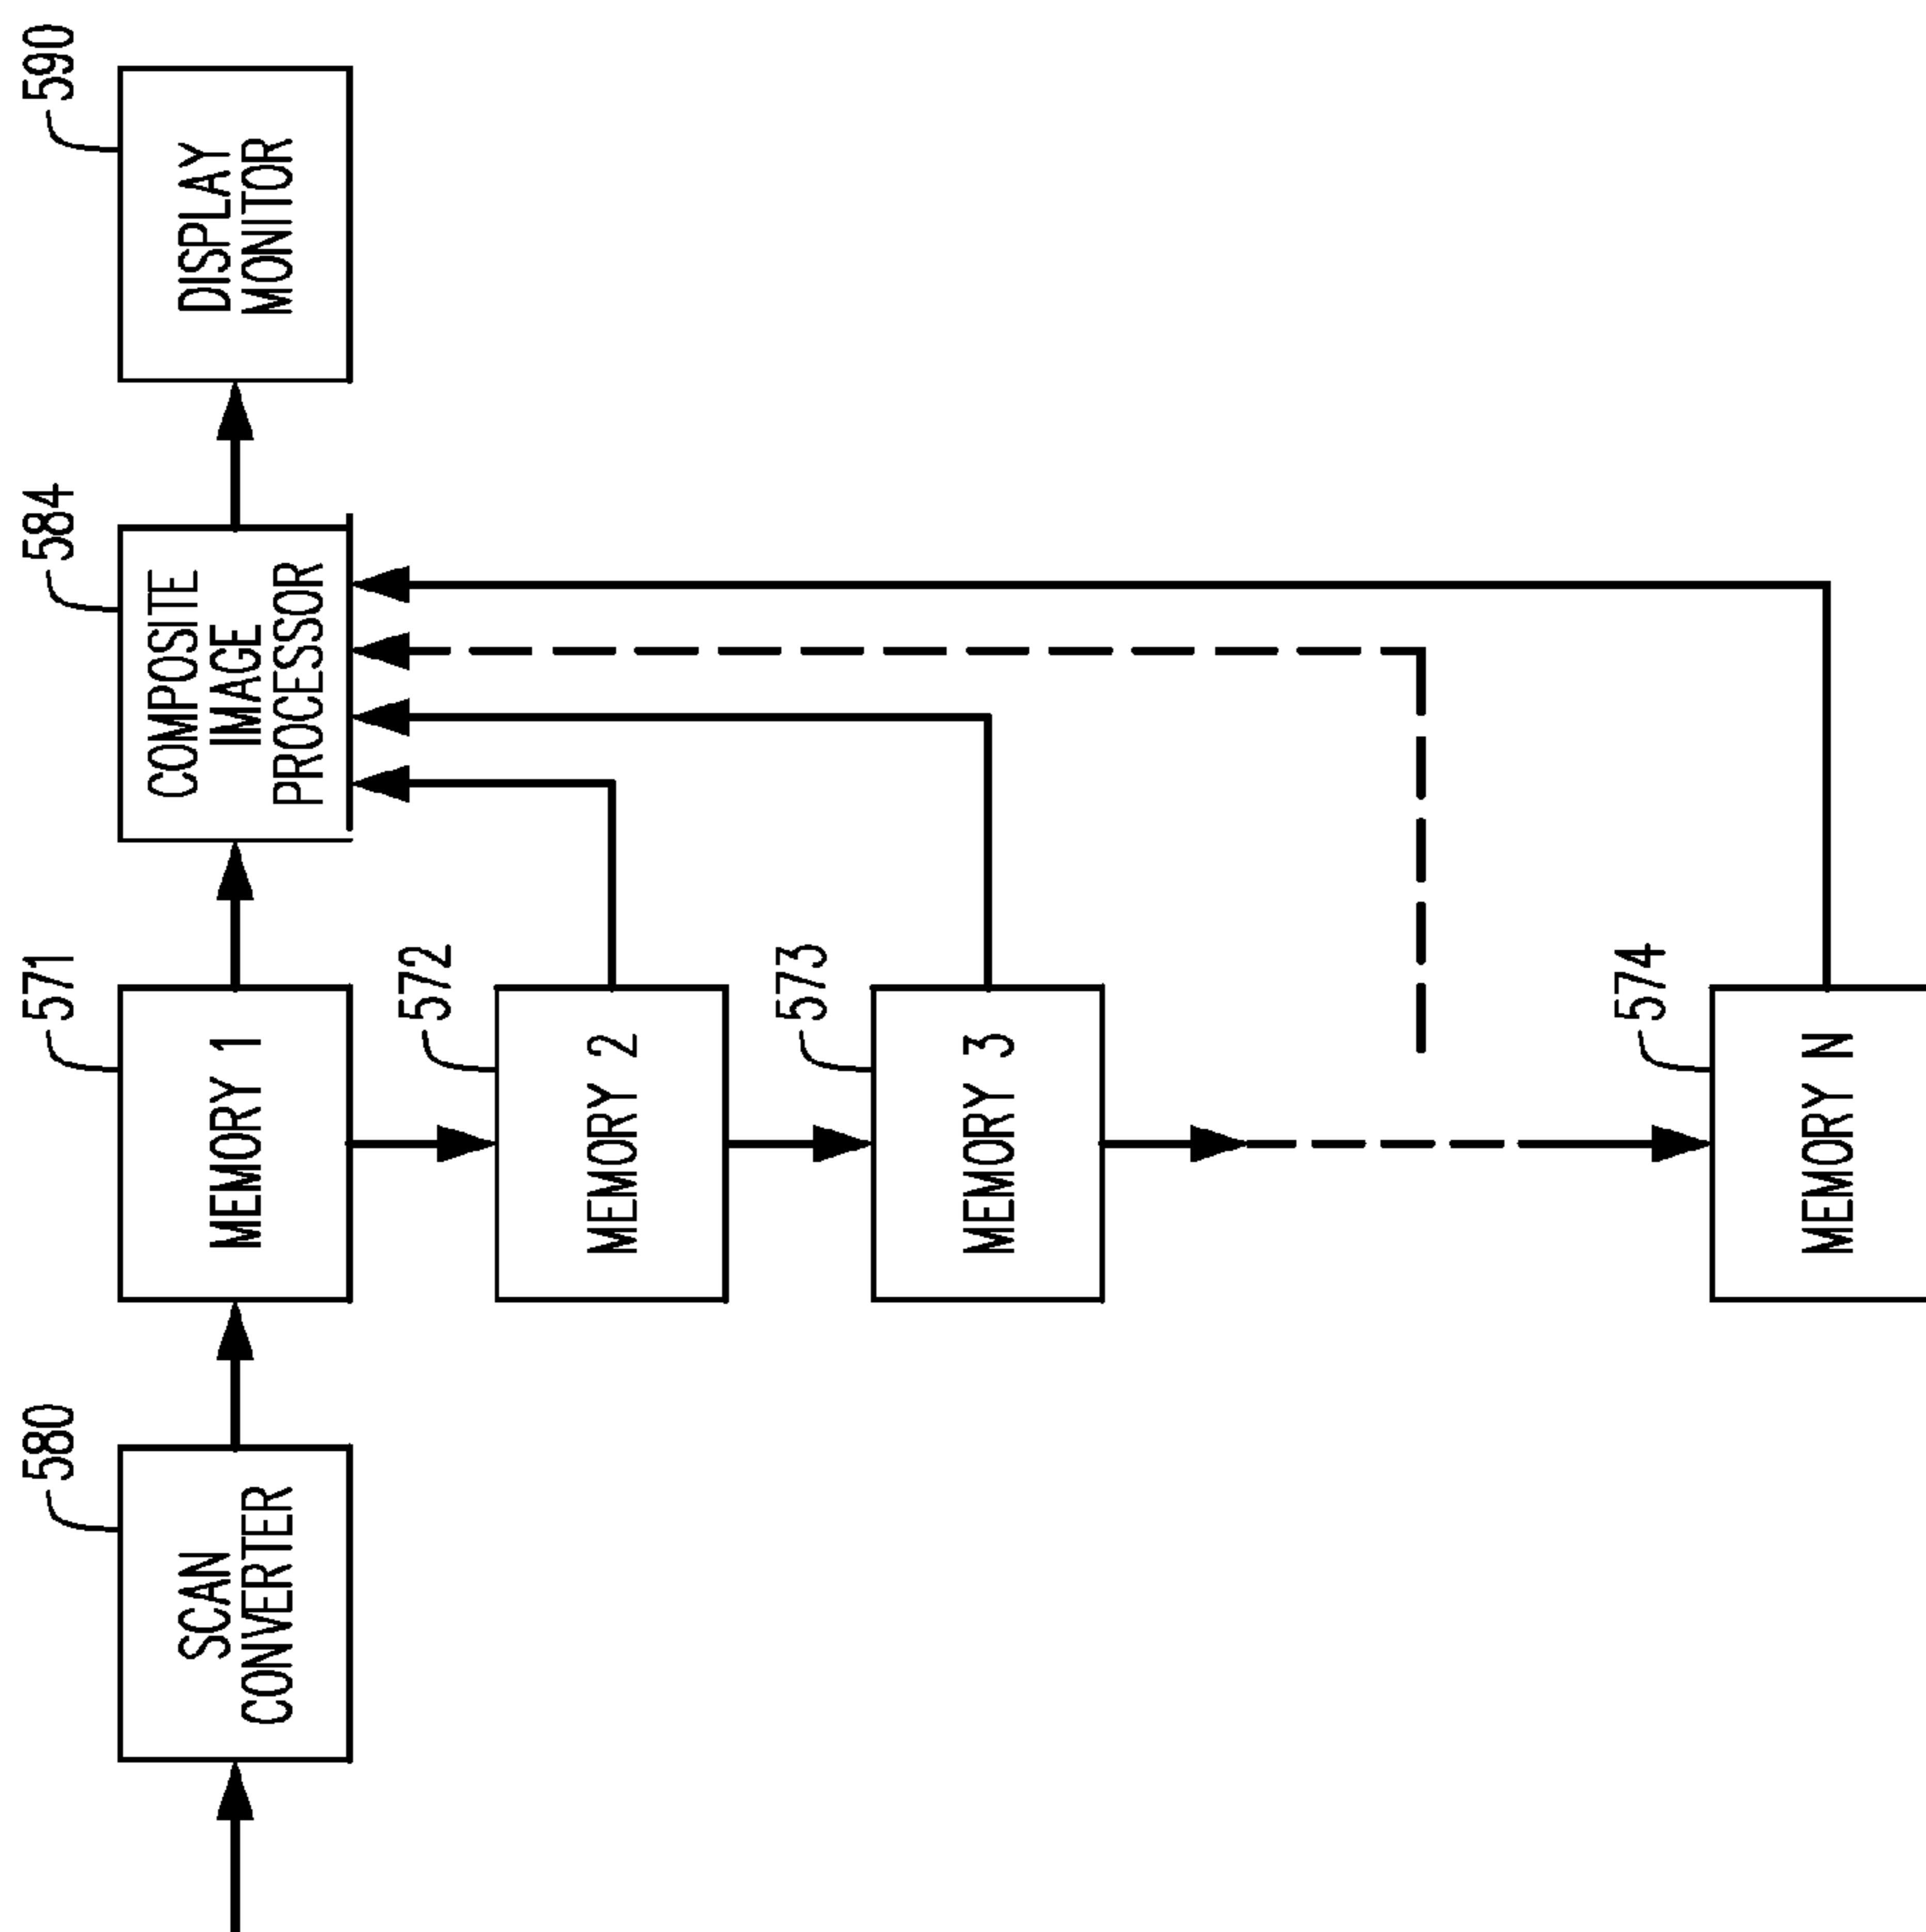 580
SCAN
CONVERTER
571
MEMORY 1
584
COMPOSITE
IMAGE
PROCESSOR
590
DISPLAY
MONITOR
572
MEMORY 2
573
MEMORY 3
574
MEMORY N